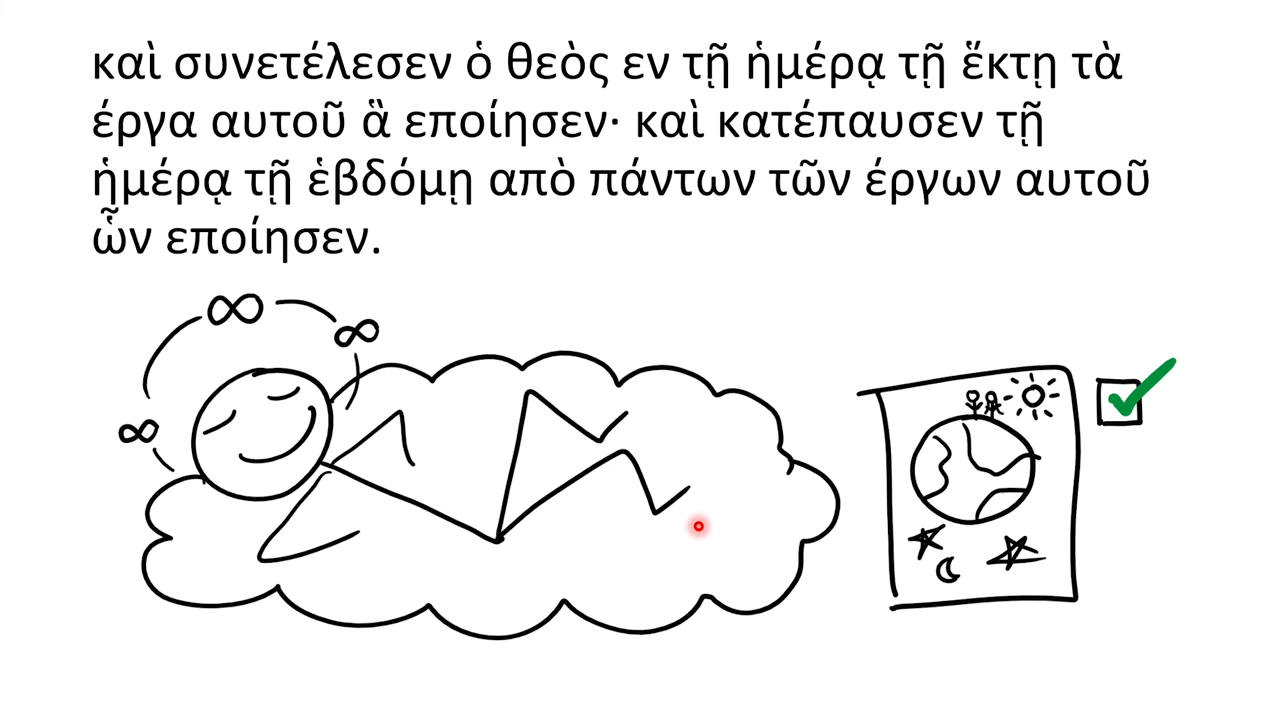 καὶ συνετέλεσεν ὁ θεὸς εν τῇ ἡμέρᾳ τῇ ἕκτῃ τὰ
έργα αυτοῦ ἃ εποίησεν· καὶ κατέπαυσεν τῇ
ἡμέρᾳ τῇ ἑβδόμῃ απὸ πάντων τῶν έργων αυτοῦ
ὧν εποίησεν.
∞
∞
∞